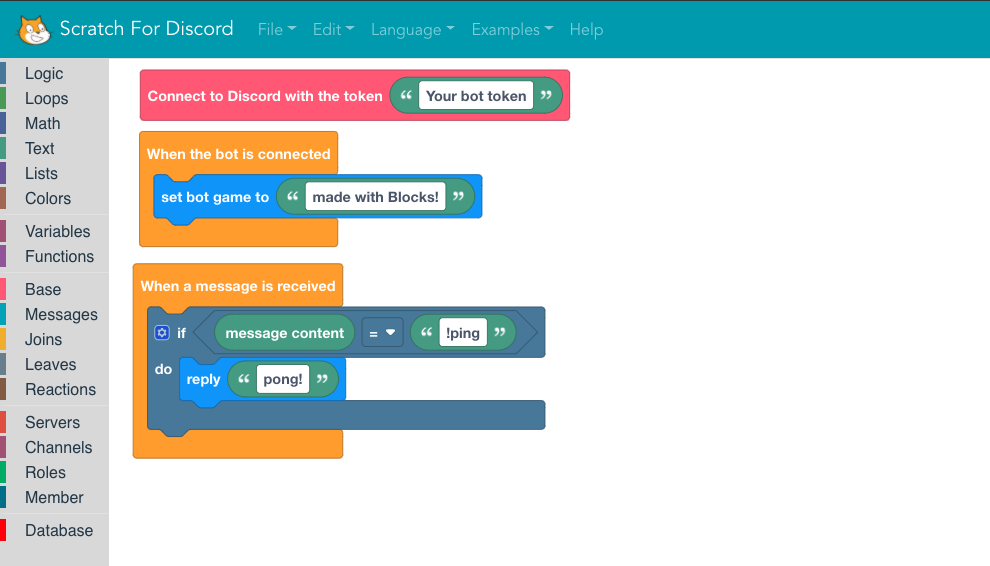 Scratch For Discord File Edit Language Examples Help
Logic
Loops
Math
Text
Lists
Colors
Variables
Functions
Base
Messages
Joins
Leaves
Reactions
Servers
Channels
Roles
Member
Database
Connect to Discord with the token “ Your bot token ”
When the bot is connected
set bot game to “ made with Blocks! ”
When a message is received
if message content = “ !ping ”
do reply “ pong! ”